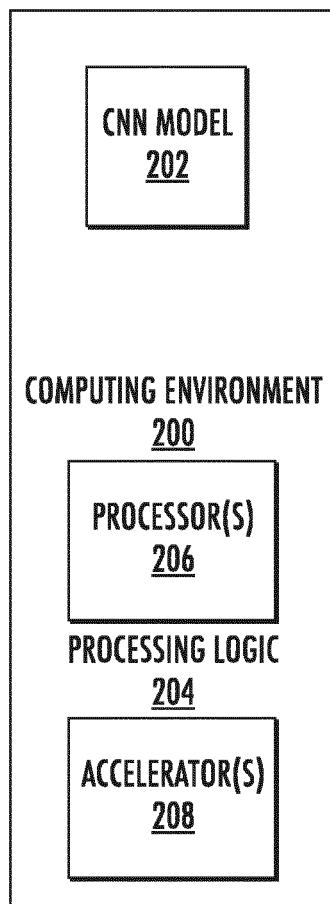 CNN MODEL
202
COMPUTING ENVIRONMENT
200
PROCESSOR(S)
206
PROCESSING LOGIC
204
ACCELERATOR(S)
208